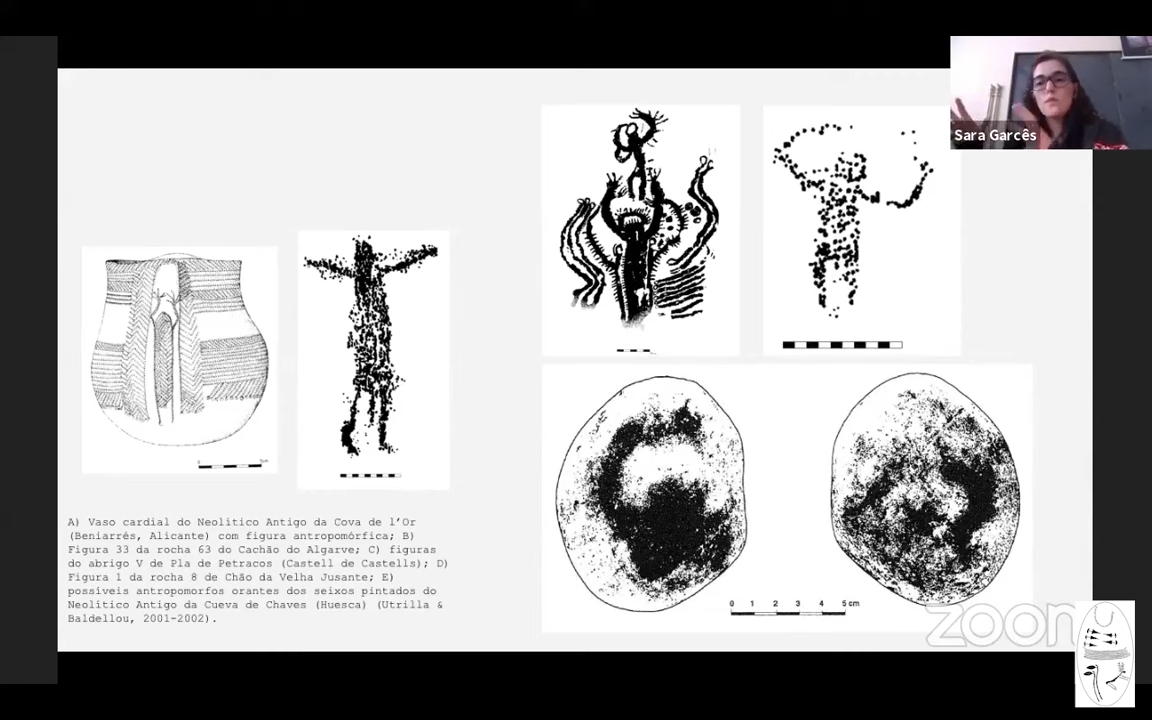 Sara Garcês
A) Vaso cardial do Neolítico Antigo da Cova de l’Or
(Beniarrés, Alicante) com figura antropomórfica; B)
Figura 33 da rocha 63 do Cachão do Algarve; C) figuras
do abrigo V de Pla de Petracos (Castell de Castells); D)
Figura 1 da rocha 8 de Chão da Velha Jusante; E)
possíveis antropomorfos orantes dos seixos pintados do
Neolítico Antigo da Cueva de Chaves (Huesca) (Utrilla &
Baldellou, 2001-2002).
0 1 2 3 4 5 cm
zoom